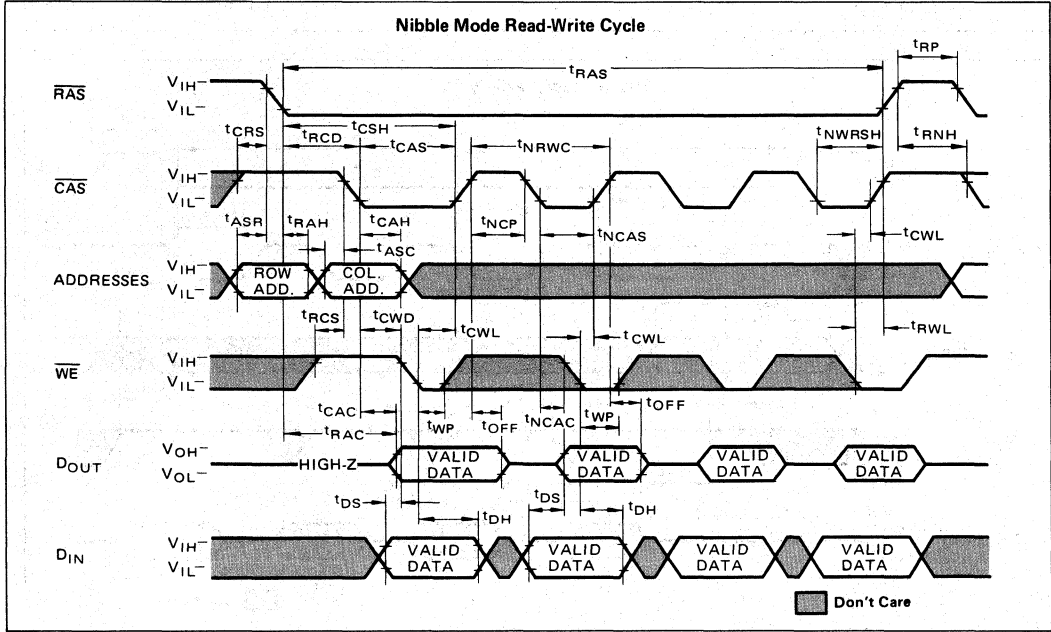 Nibble Mode Read-Write Cycle
tRP
tRAS
RAS
VIH-
VIL-
tCSH
tCRS
tRCD
tCAS
tNRWC
tNWRSH
tRNH
CAS
VIH-
VIL-
tASR
tRAH
tCAH
tNCP
tNCAS
tASC
tCWL
ADDRESSES
VIH-
VIL-
ROW ADD.
COL. ADD.
tRCS
tCWD
tCWL
tCWL
tRWL
WE
VIH-
VIL-
tCAC
tRAC
tWP
tOFF
tNCAC
tWP
tOFF
DOUT
VOH-
VOL-
HIGH-Z
VALID DATA
VALID DATA
VALID DATA
VALID DATA
tDS
tDH
tDS
tDH
DIN
VIH-
VIL-
VALID DATA
VALID DATA
VALID DATA
VALID DATA
Don't Care